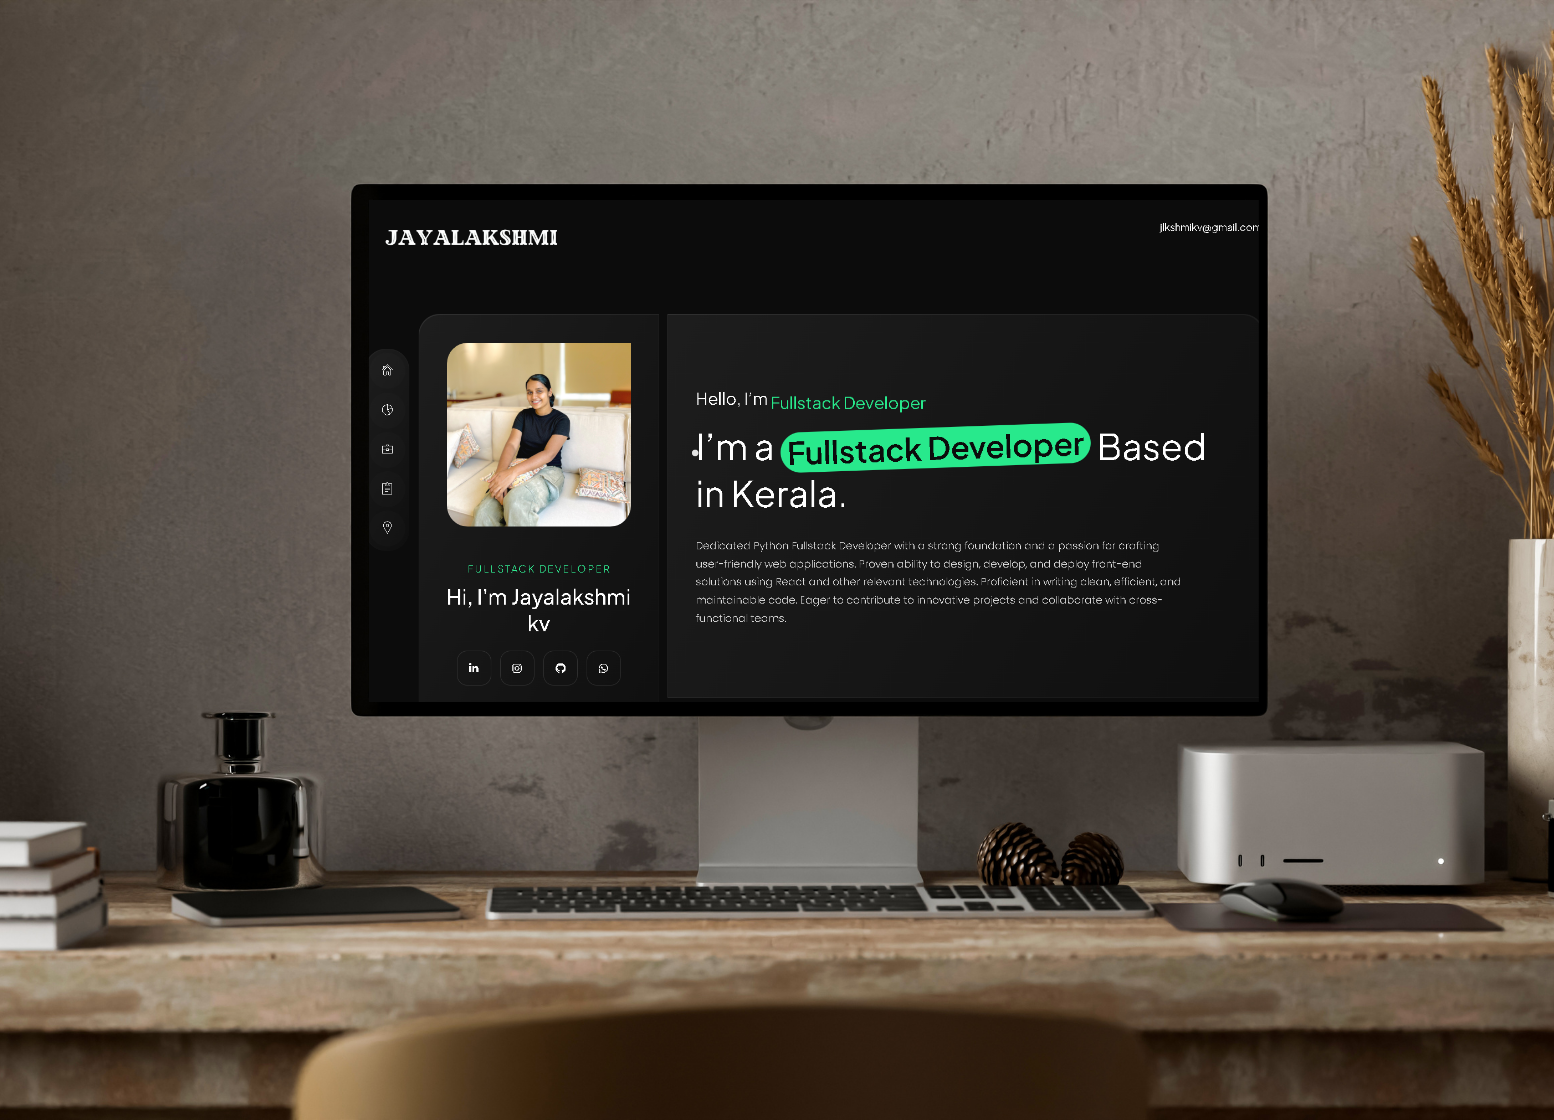 JAYALAKSHMI
jlkshmikv@gmail.com
FULLSTACK DEVELOPER
Hi, I'm Jayalakshmi
kv
in
Hello, I'm Fullstack Developer
I'm a Fullstack Developer Based
in Kerala.
Dedicated Python Fullstack Developer with a strong foundation and a passion for crafting
user-friendly web applications. Proven ability to design, develop, and deploy front-end
solutions using React and other relevant technologies. Proficient in writing clean, efficient, and
maintainable code. Eager to contribute to innovative projects and collaborate with cross-
functional teams.